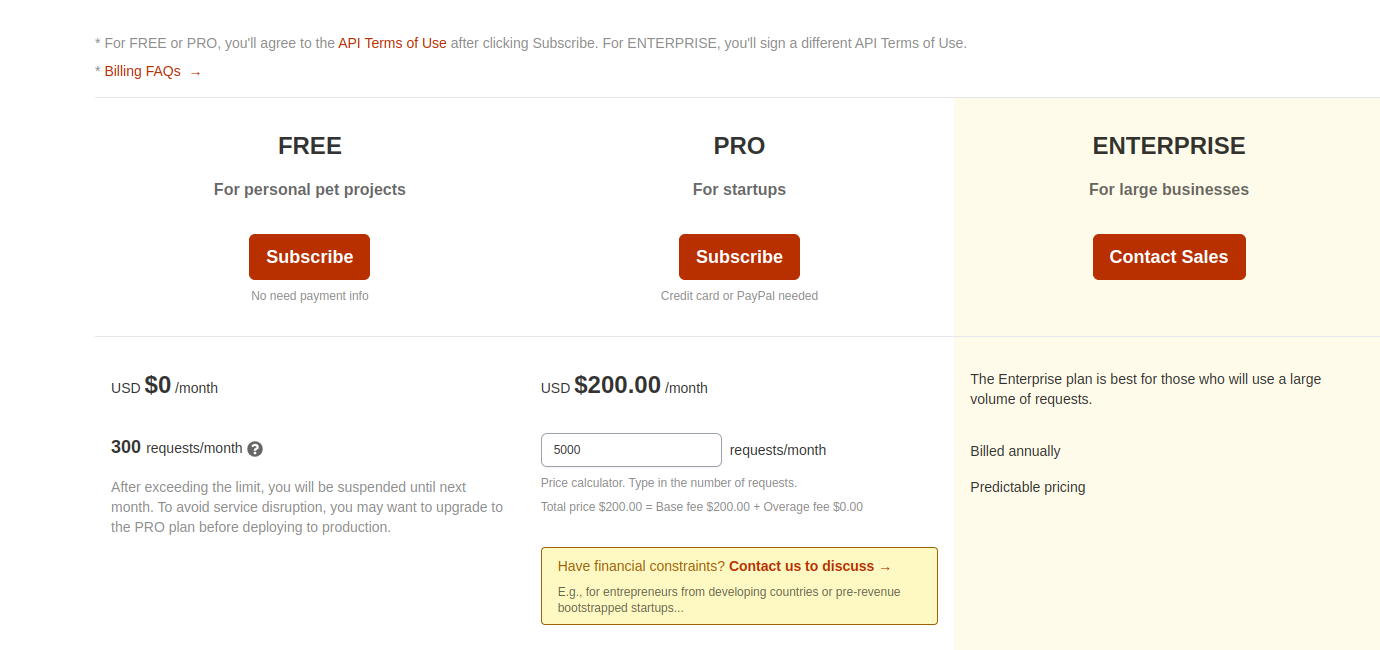 * For FREE or PRO, you'll agree to the API Terms of Use after clicking Subscribe. For ENTERPRISE, you'll sign a different API Terms of Use.
* Billing FAQs →
FREE
For personal pet projects
Subscribe
No need payment info
PRO
For startups
Subscribe
Credit card or PayPal needed
ENTERPRISE
For large businesses
Contact Sales
USD $0 /month
300 requests/month ?
After exceeding the limit, you will be suspended until next
month. To avoid service disruption, you may want to upgrade to
the PRO plan before deploying to production.
USD $200.00 /month
5000 requests/month
Price calculator. Type in the number of requests.
Total price $200.00 = Base fee $200.00 + Overage fee $0.00
Have financial constraints? Contact us to discuss →
E.g., for entrepreneurs from developing countries or pre-revenue
bootstrapped startups...
The Enterprise plan is best for those who will use a large
volume of requests.
Billed annually
Predictable pricing